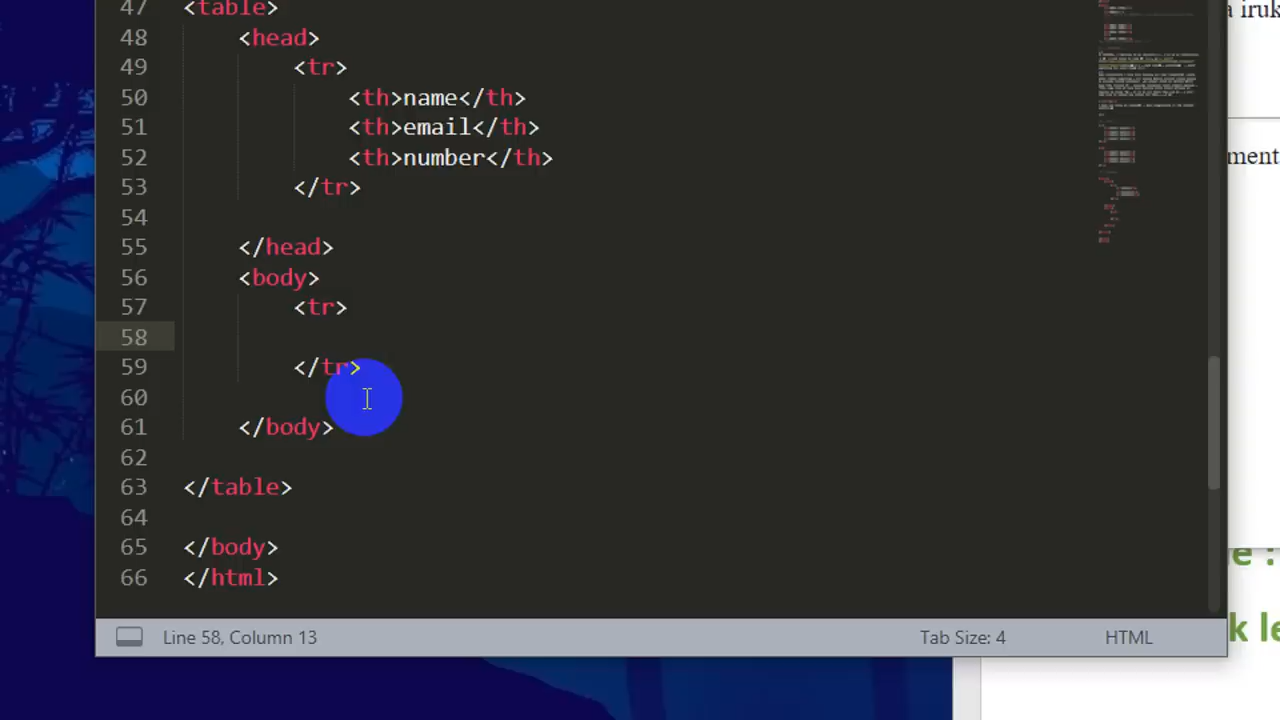 47 <table>
48 <head>
49 <tr>
50 <th>name</th>
51 <th>email</th>
52 <th>number</th>
53 </tr>
54
55 </head>
56 <body>
57 <tr>
58
59 </tr>
60
61 </body>
62
63 </table>
64
65 </body>
66 </html>
Line 58, Column 13 Tab Size: 4 HTML
a iruk
ment
e :
k le